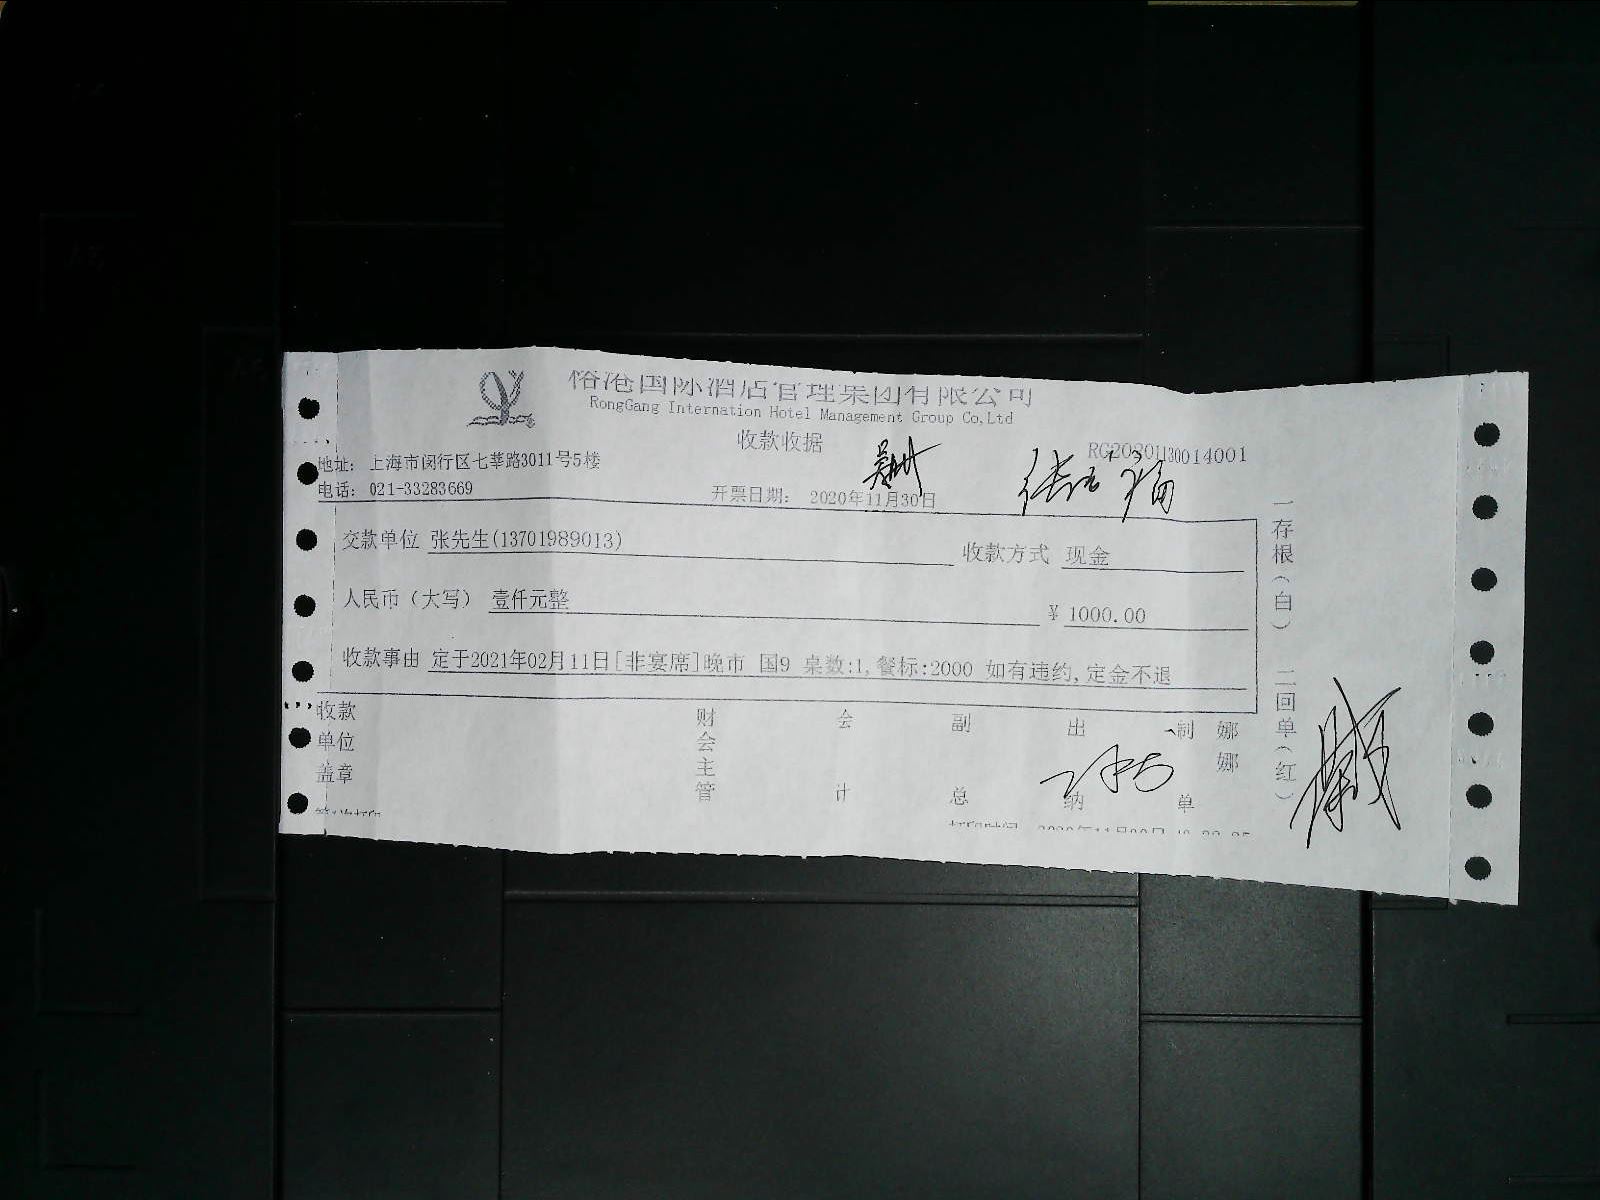 榕港国际酒店管理集团有限公司
RongGang Internation Hotel Management Group Co,Ltd
收款收据
RG20201130014001
地址: 上海市闵行区七莘路3011号5楼
电话: 021-33283669
开票日期: 2020年11月30日
交款单位 张先生(13701989013)
收款方式 现金
人民币（大写） 壹仟元整
¥ 1000.00
收款事由 定于2021年02月11日[非宴席]晚市 国9 桌数:1,餐标:2000 如有违约,定金不退
一存根(白) 二回单(红)
收款单位盖章
财会主管
会计
副总
出纳
制单
娜娜